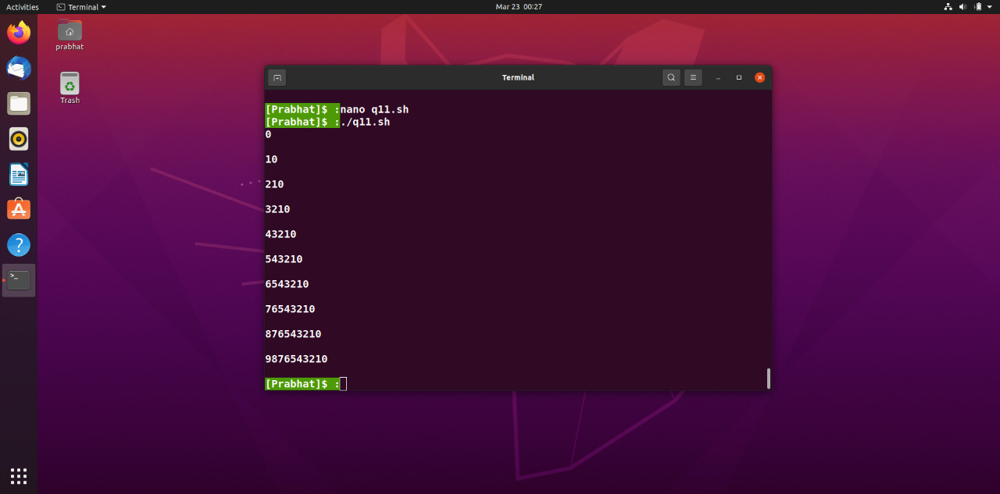 Activities
Terminal
Mar 23 00:27
prabhat
Trash
Terminal
[Prabhat]$ :nano q11.sh
[Prabhat]$ :./q11.sh
0
10
210
3210
43210
543210
6543210
76543210
876543210
9876543210
[Prabhat]$ :